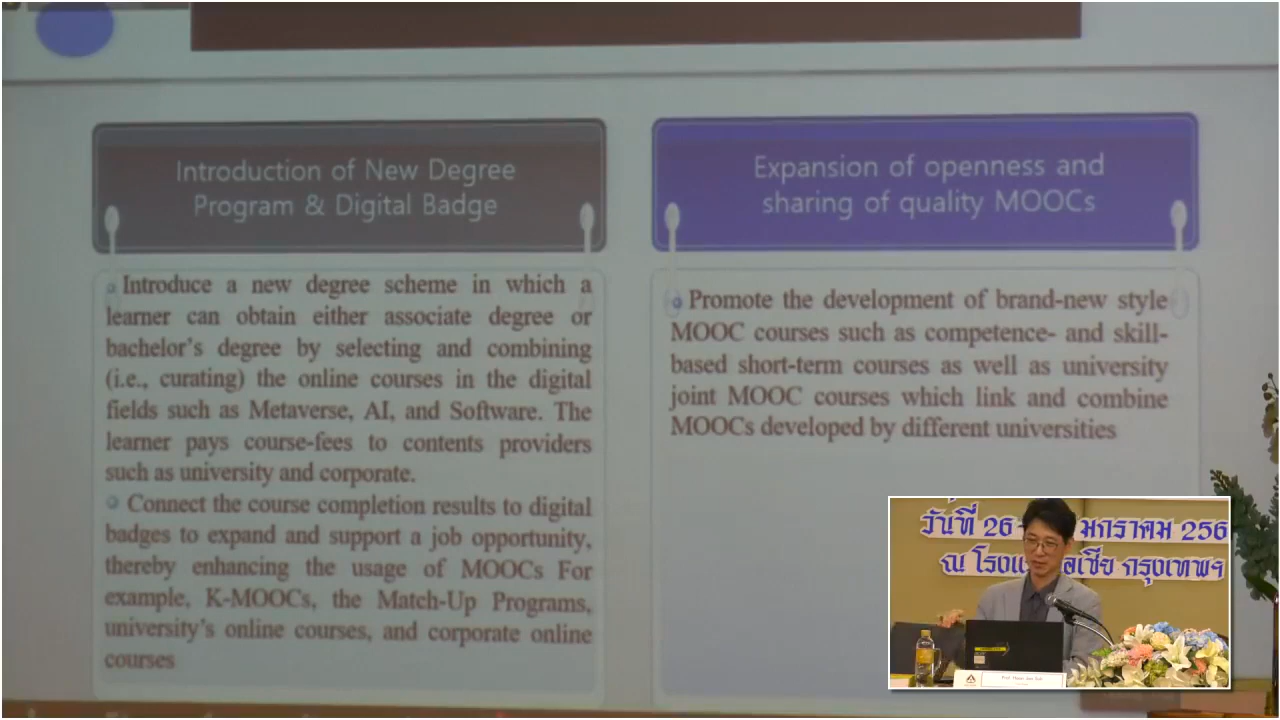 Introduction of New Degree
Program & Digital Badge
Introduce a new degree scheme in which a
learner can obtain either associate degree or
bachelor's degree by selecting and combining
(i.e., curating) the online courses in the digital
fields such as Metaverse, AI, and Software. The
learner pays course-fees to contents providers
such as university and corporate.
Connect the course completion results to digital
badges to expand and support a job opportunity,
thereby enhancing the usage of MOOCs For
example, K-MOOCs, the Match-Up Programs,
university's online courses, and corporate online
courses
Expansion of openness and
sharing of quality MOOCs
Promote the development of brand-new style
MOOC courses such as competence- and skill-
based short-term courses as well as university
joint MOOC courses which link and combine
MOOCs developed by different universities
วันที่ 26 มกราคม 256
ณ กรุงเทพฯ